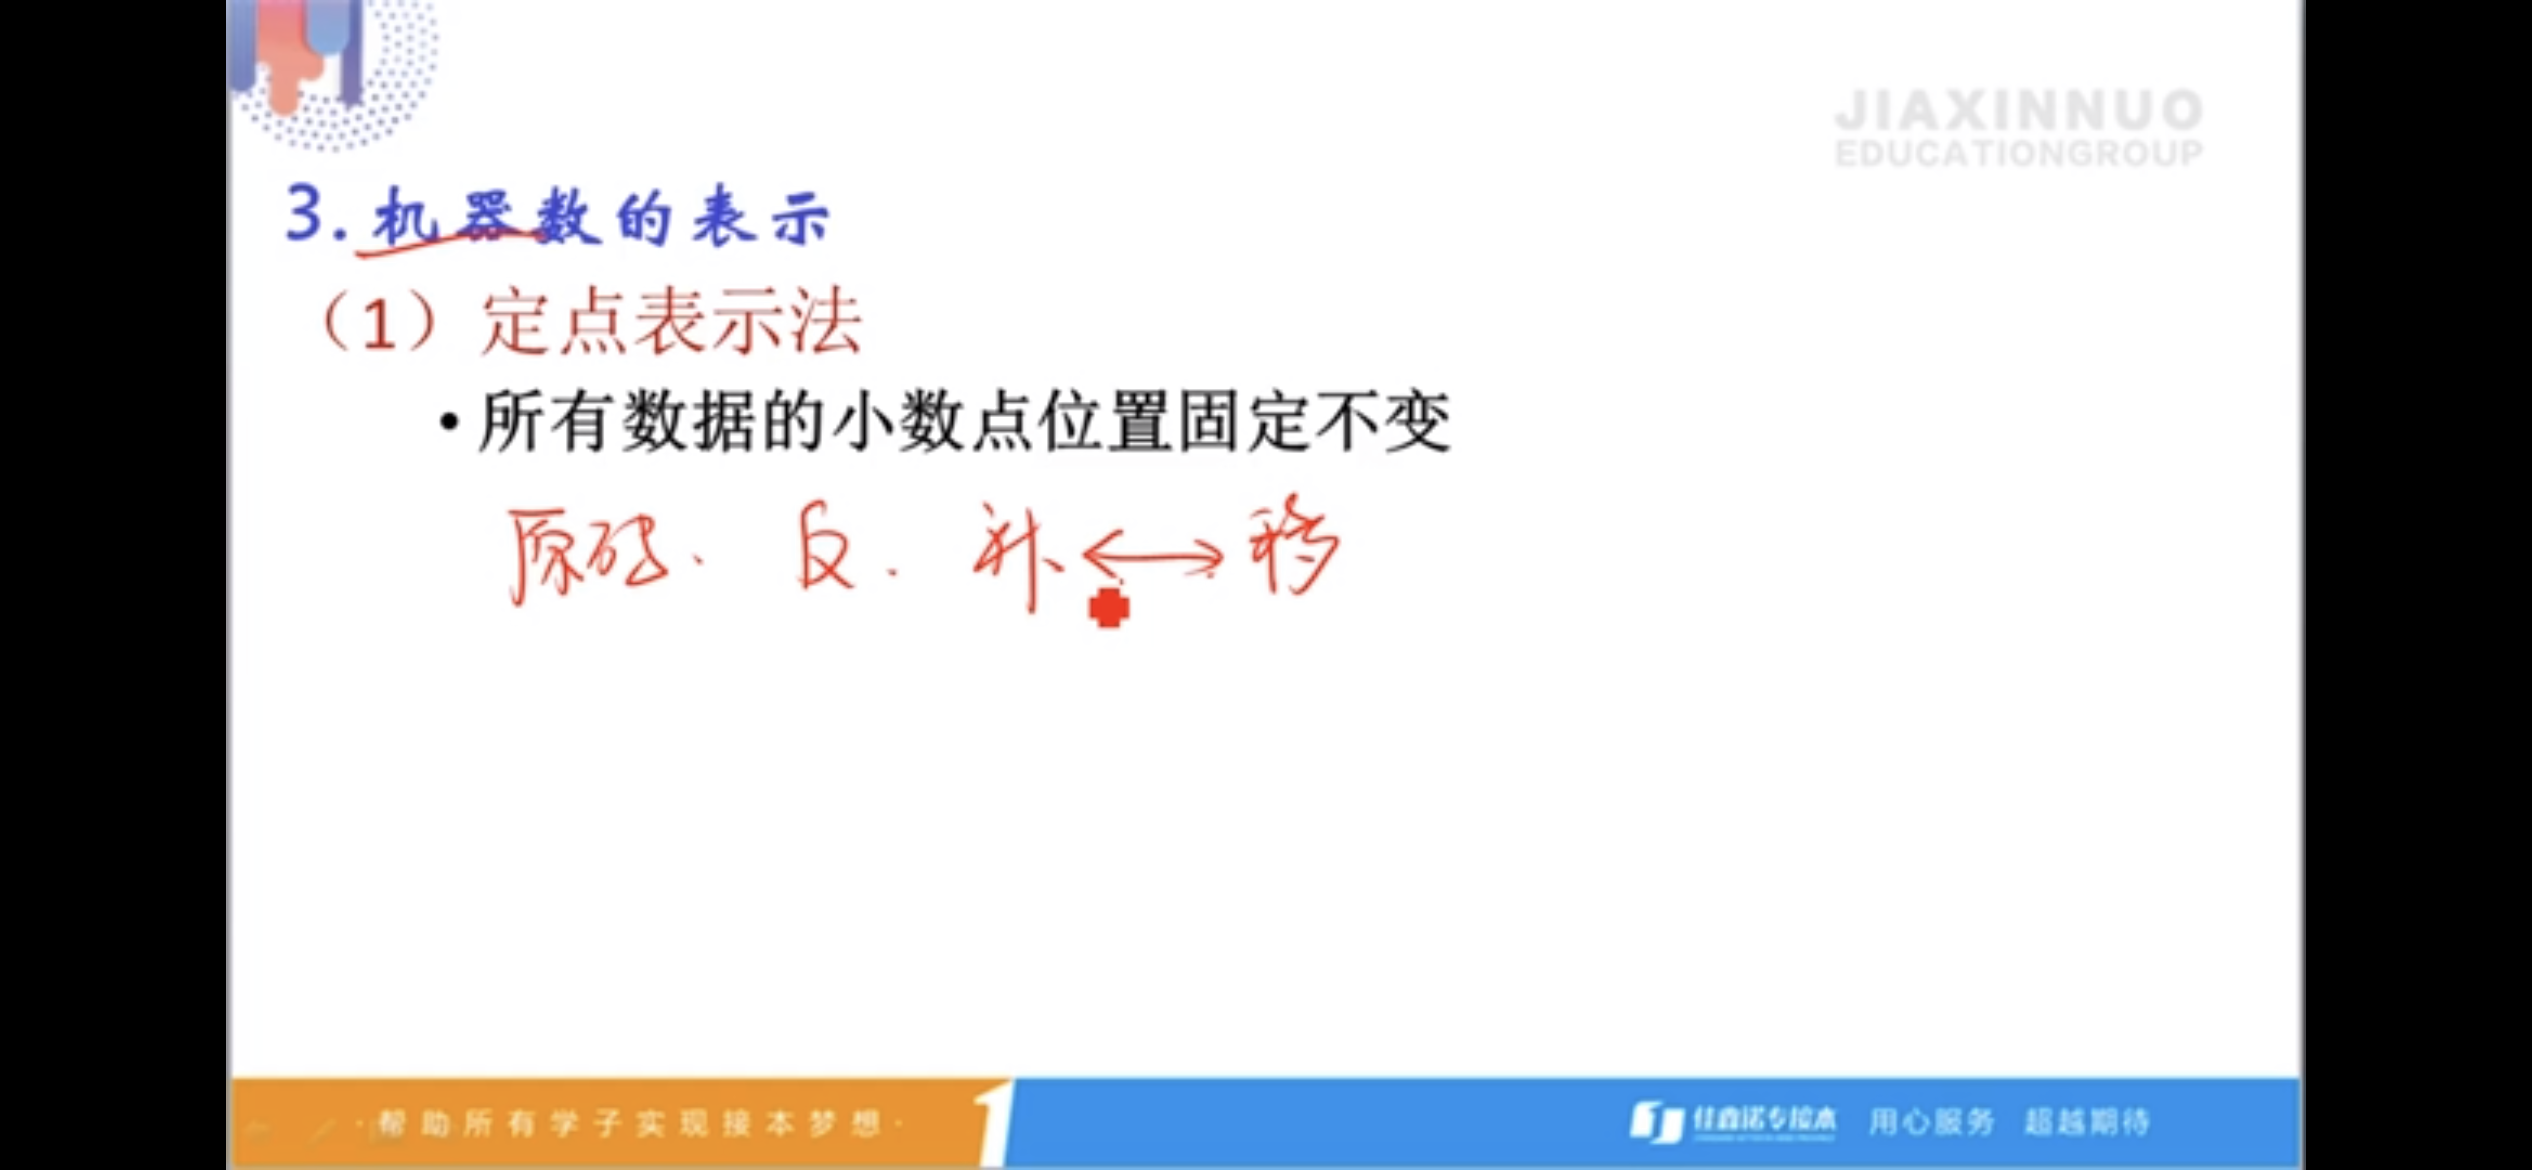 JIAXINNUO
EDUCATIONGROUP
3.机器数的表示
（1）定点表示法
•所有数据的小数点位置固定不变
原码. 反. 补 ⟷ 移
·帮助所有学子实现接本梦想·
1
佳鑫诺专接本 用心服务 超越期待